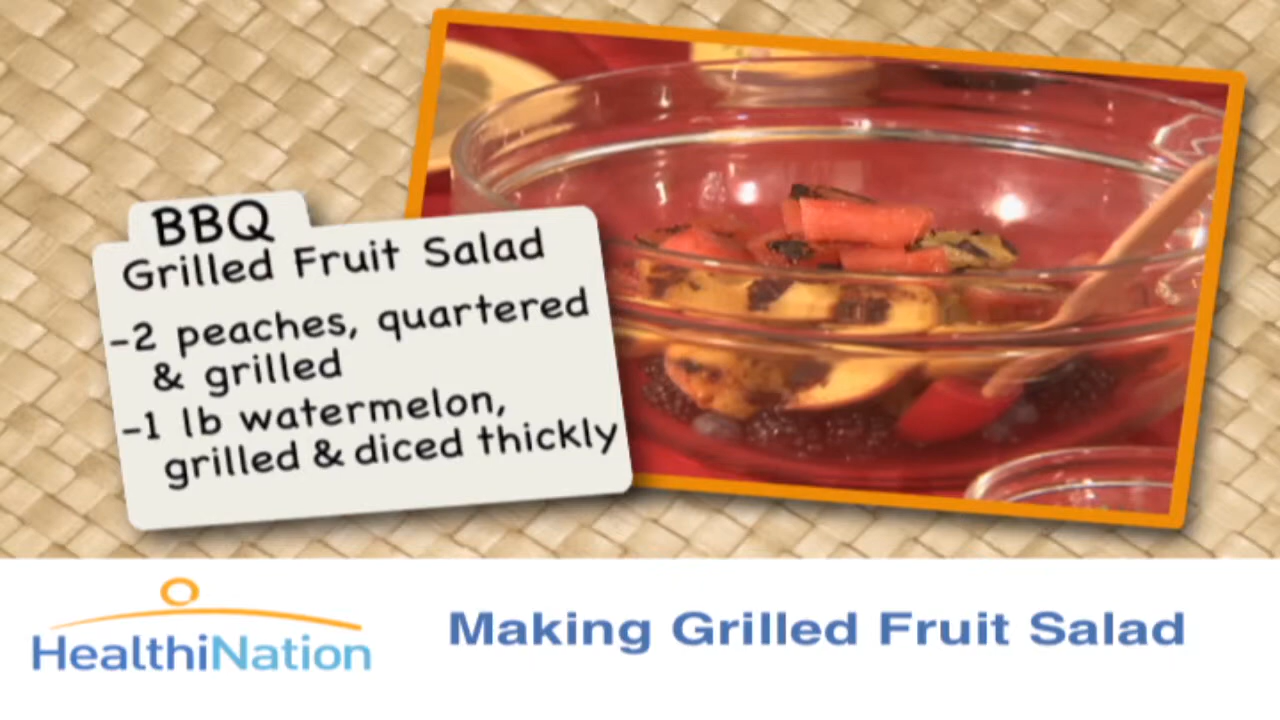 BBQ
Grilled Fruit Salad
-2 peaches, quartered
& grilled
-1 lb watermelon,
grilled & diced thickly
HealthiNation
Making Grilled Fruit Salad